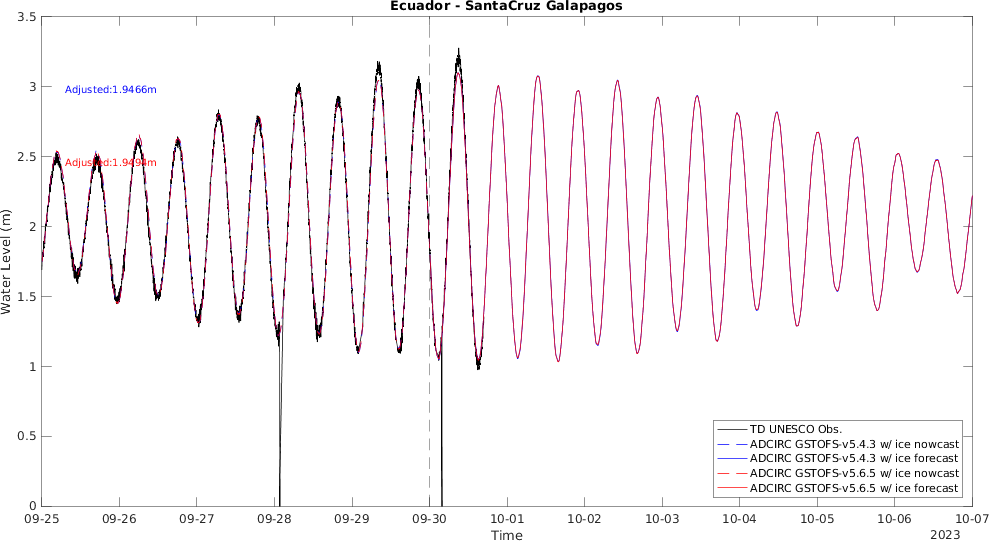 Ecuador - SantaCruz Galapagos
3.5
3
2.5
2
1.5
1
0.5
0
Water Level (m)
Adjusted:1.9466m
Adjusted:1.9494m
TD UNESCO Obs.
ADCIRC GSTOFS-v5.4.3 w/ ice nowcast
ADCIRC GSTOFS-v5.4.3 w/ ice forecast
ADCIRC GSTOFS-v5.6.5 w/ ice nowcast
ADCIRC GSTOFS-v5.6.5 w/ ice forecast
09-25 09-26 09-27 09-28 09-29 09-30 10-01 10-02 10-03 10-04 10-05 10-06 10-07
Time
2023